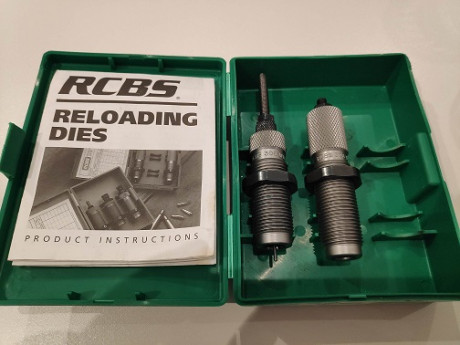 RCBS®
RELOADING
DIES
PRODUCT INSTRUCTIONS